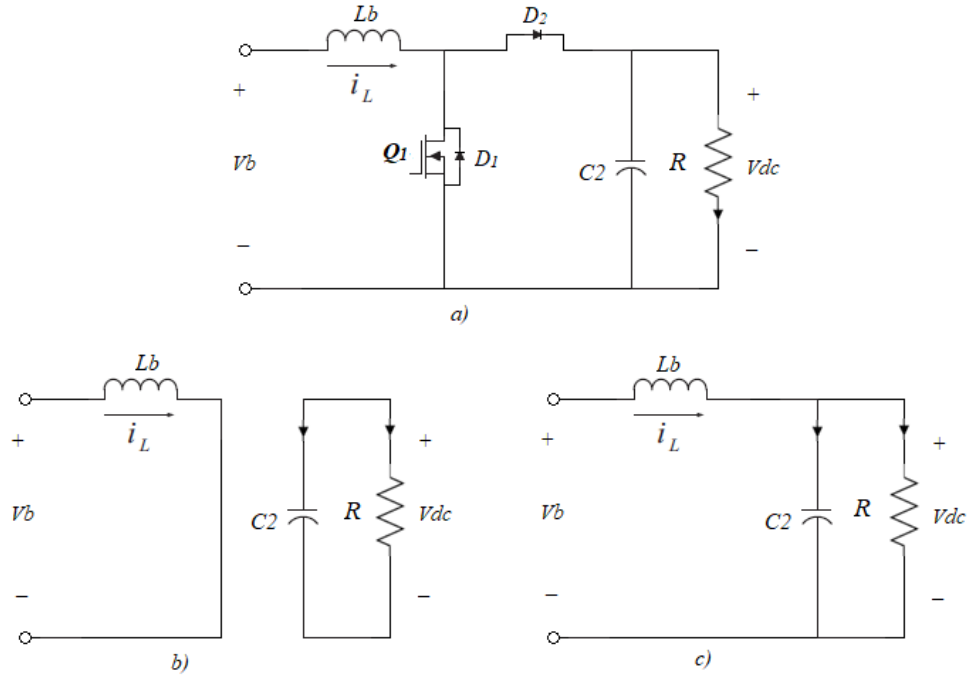 Lb
D2
iL
+
+
Q1
D1
Vb
C2
R
Vdc
−
−
a)
Lb
Lb
iL
iL
+
+
+
+
Vb
C2
R
Vdc
Vb
C2
R
Vdc
−
−
−
−
b)
c)